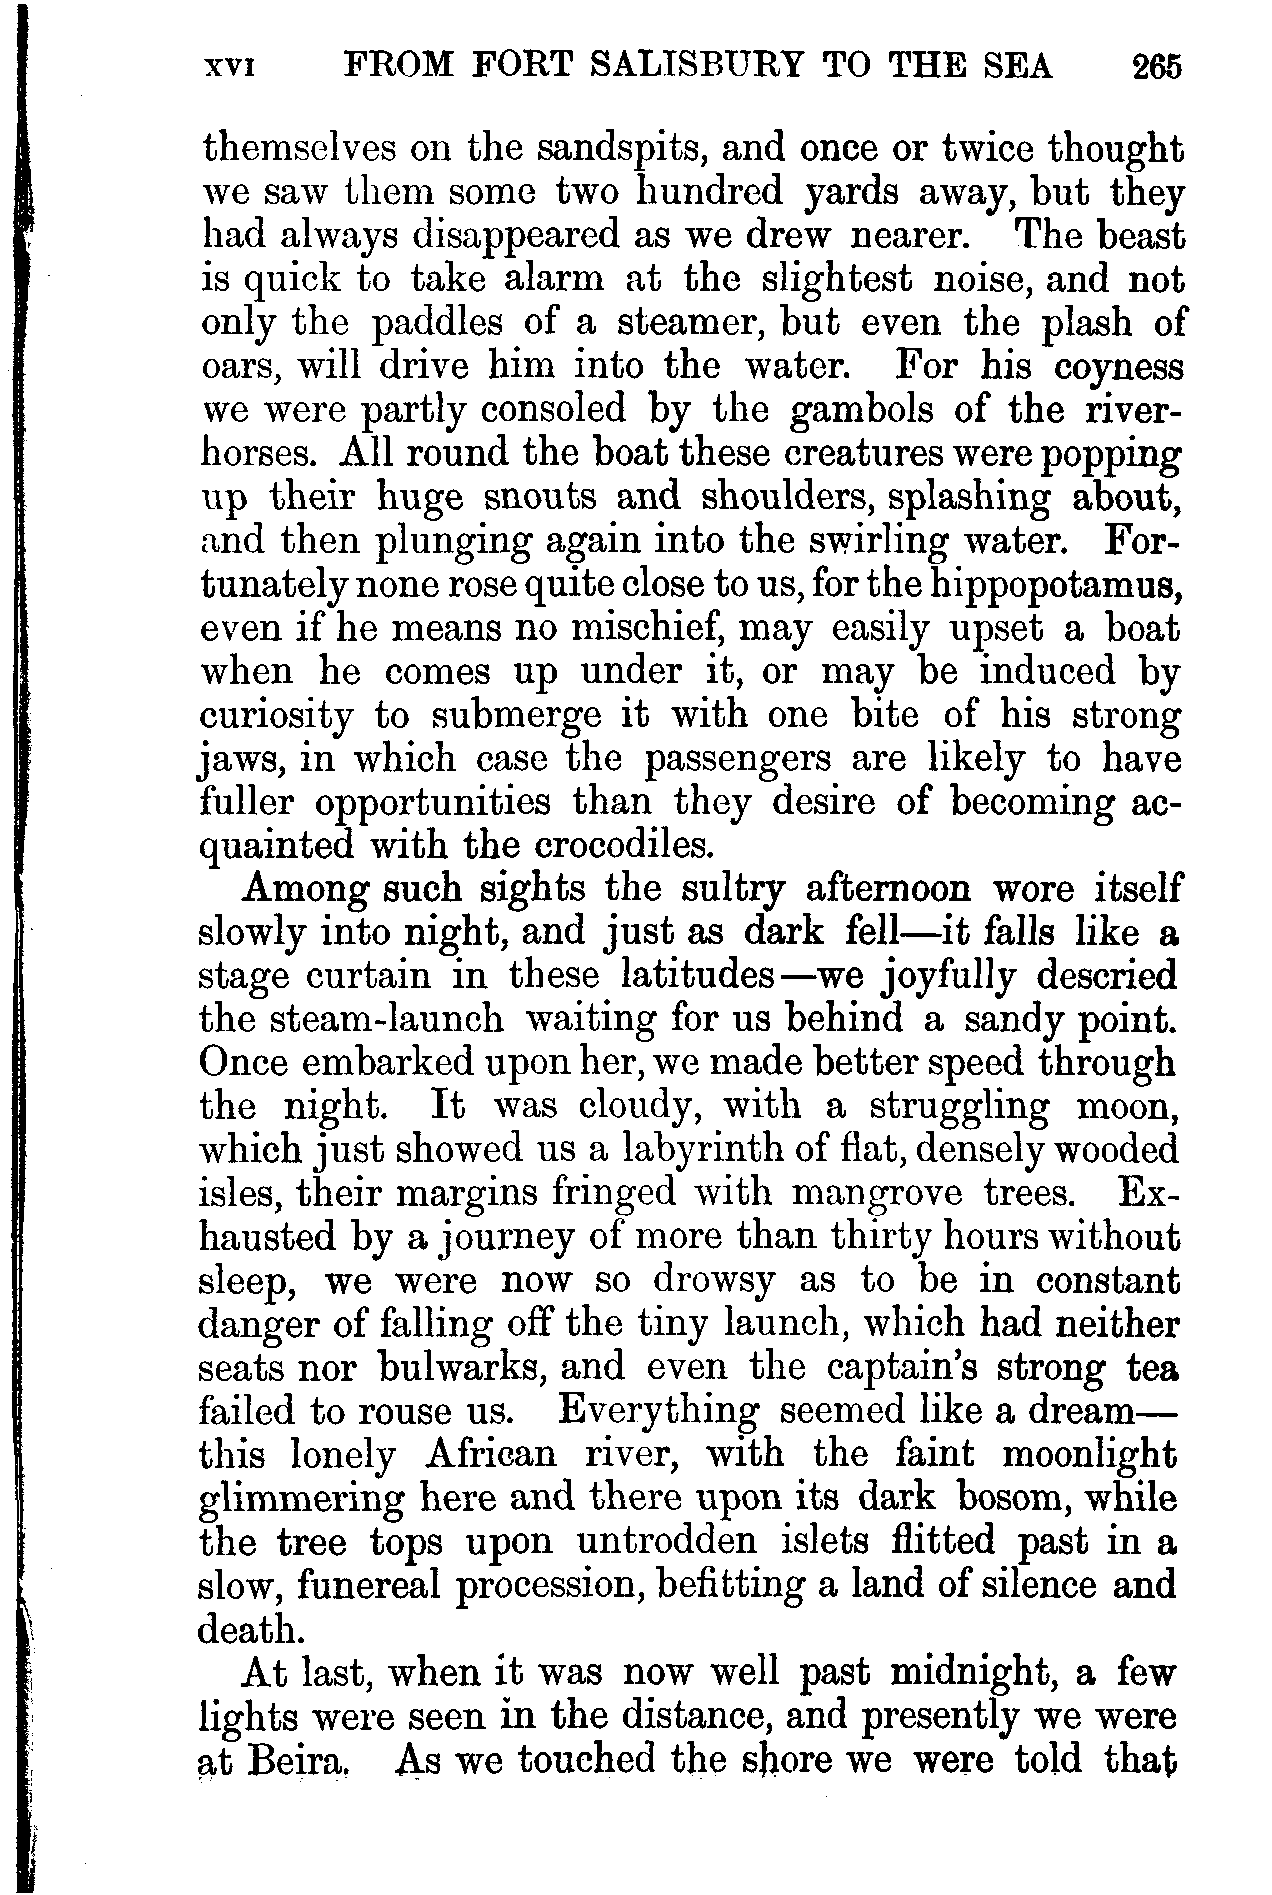 XVI FROM FORT SALISBURY TO THE SEA 265
themselves on the sandspits, and once or twice thought
we saw them some two hundred yards away, but they
had always disappeared as we drew nearer. The beast
is quick to take alarm at the slightest noise, and not
only the paddles of a steamer, but even the plash of
oars, will drive him into the water. For his coyness
we were partly consoled by the gambols of the river-
horses. All round the boat these creatures were popping
up their huge snouts and shoulders, splashing about,
and then plunging again into the swirling water. For-
tunately none rose quite close to us, for the hippopotamus,
even if he means no mischief, may easily upset a boat
when he comes up under it, or may be induced by
curiosity to submerge it with one bite of his strong
jaws, in which case the passengers are likely to have
fuller opportunities than they desire of becoming ac-
quainted with the crocodiles.
Among such sights the sultry afternoon wore itself
slowly into night, and just as dark fell—it falls like a
stage curtain in these latitudes—we joyfully descried
the steam-launch waiting for us behind a sandy point.
Once embarked upon her, we made better speed through
the night. It was cloudy, with a struggling moon,
which just showed us a labyrinth of flat, densely wooded
isles, their margins fringed with mangrove trees. Ex-
hausted by a journey of more than thirty hours without
sleep, we were now so drowsy as to be in constant
danger of falling off the tiny launch, which had neither
seats nor bulwarks, and even the captain's strong tea
failed to rouse us. Everything seemed like a dream—
this lonely African river, with the faint moonlight
glimmering here and there upon its dark bosom, while
the tree tops upon untrodden islets flitted past in a
slow, funereal procession, befitting a land of silence and
death.
At last, when it was now well past midnight, a few
lights were seen in the distance, and presently we were
at Beira. As we touched the shore we were told that